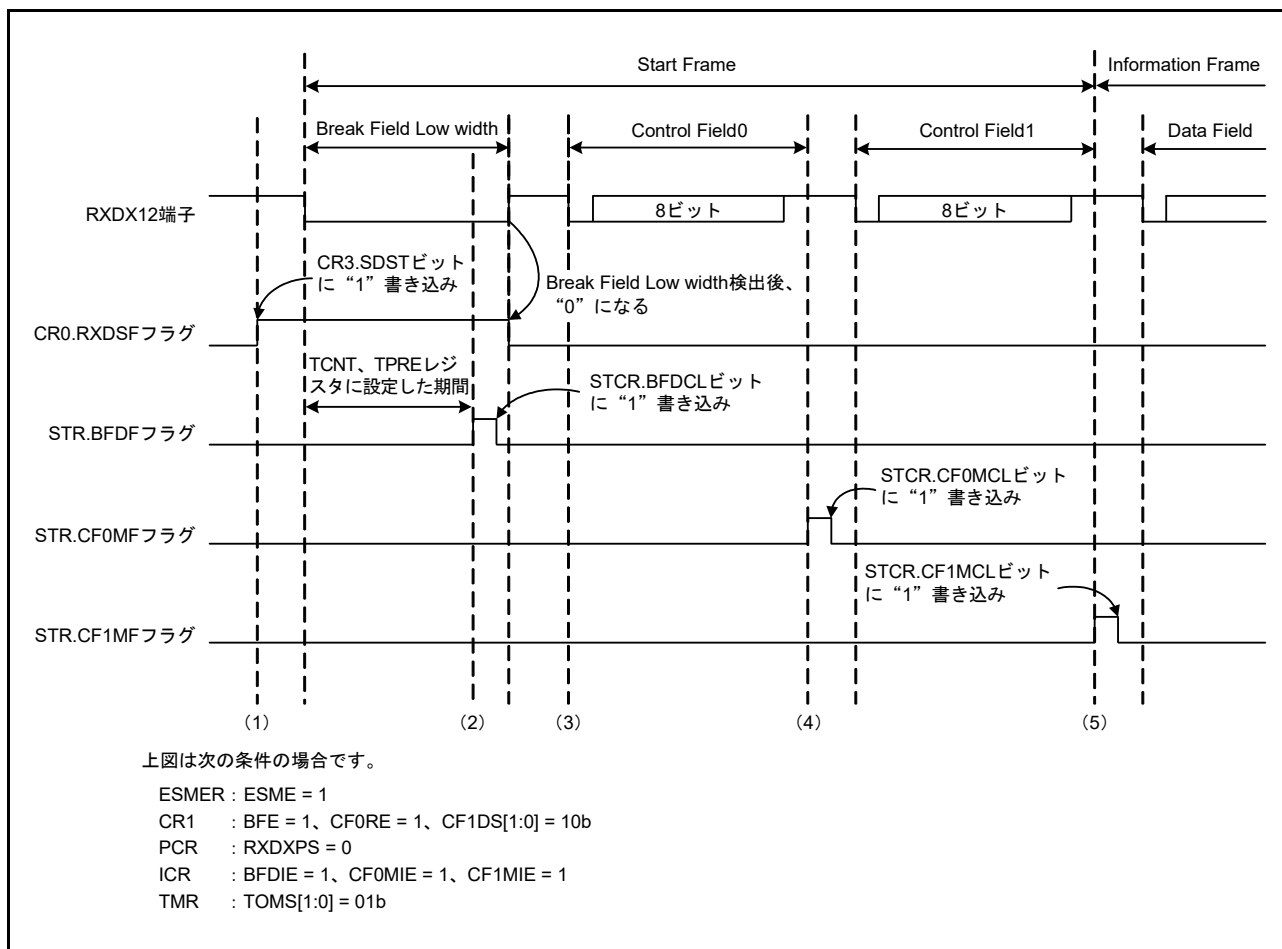 Start Frame
Information Frame
Break Field Low width
Control Field0
Control Field1
Data Field
RXDX12端子
8ビット
8ビット
CR3.SDSTビット
に“1”書き込み
Break Field Low width検出後、
“0”になる
CR0.RXDSFフラグ
TCNT、TPREレジ
スタに設定した期間
STCR.BFDCLビット
に“1”書き込み
STR.BFDFフラグ
STCR.CF0MCLビット
に“1”書き込み
STR.CF0MFフラグ
STCR.CF1MCLビット
に“1”書き込み
STR.CF1MFフラグ
(1)
(2)
(3)
(4)
(5)
上図は次の条件の場合です。
ESMER : ESME = 1
CR1 : BFE = 1、CF0RE = 1、CF1DS[1:0] = 10b
PCR : RXDXPS = 0
ICR : BFDIE = 1、CF0MIE = 1、CF1MIE = 1
TMR : TOMS[1:0] = 01b